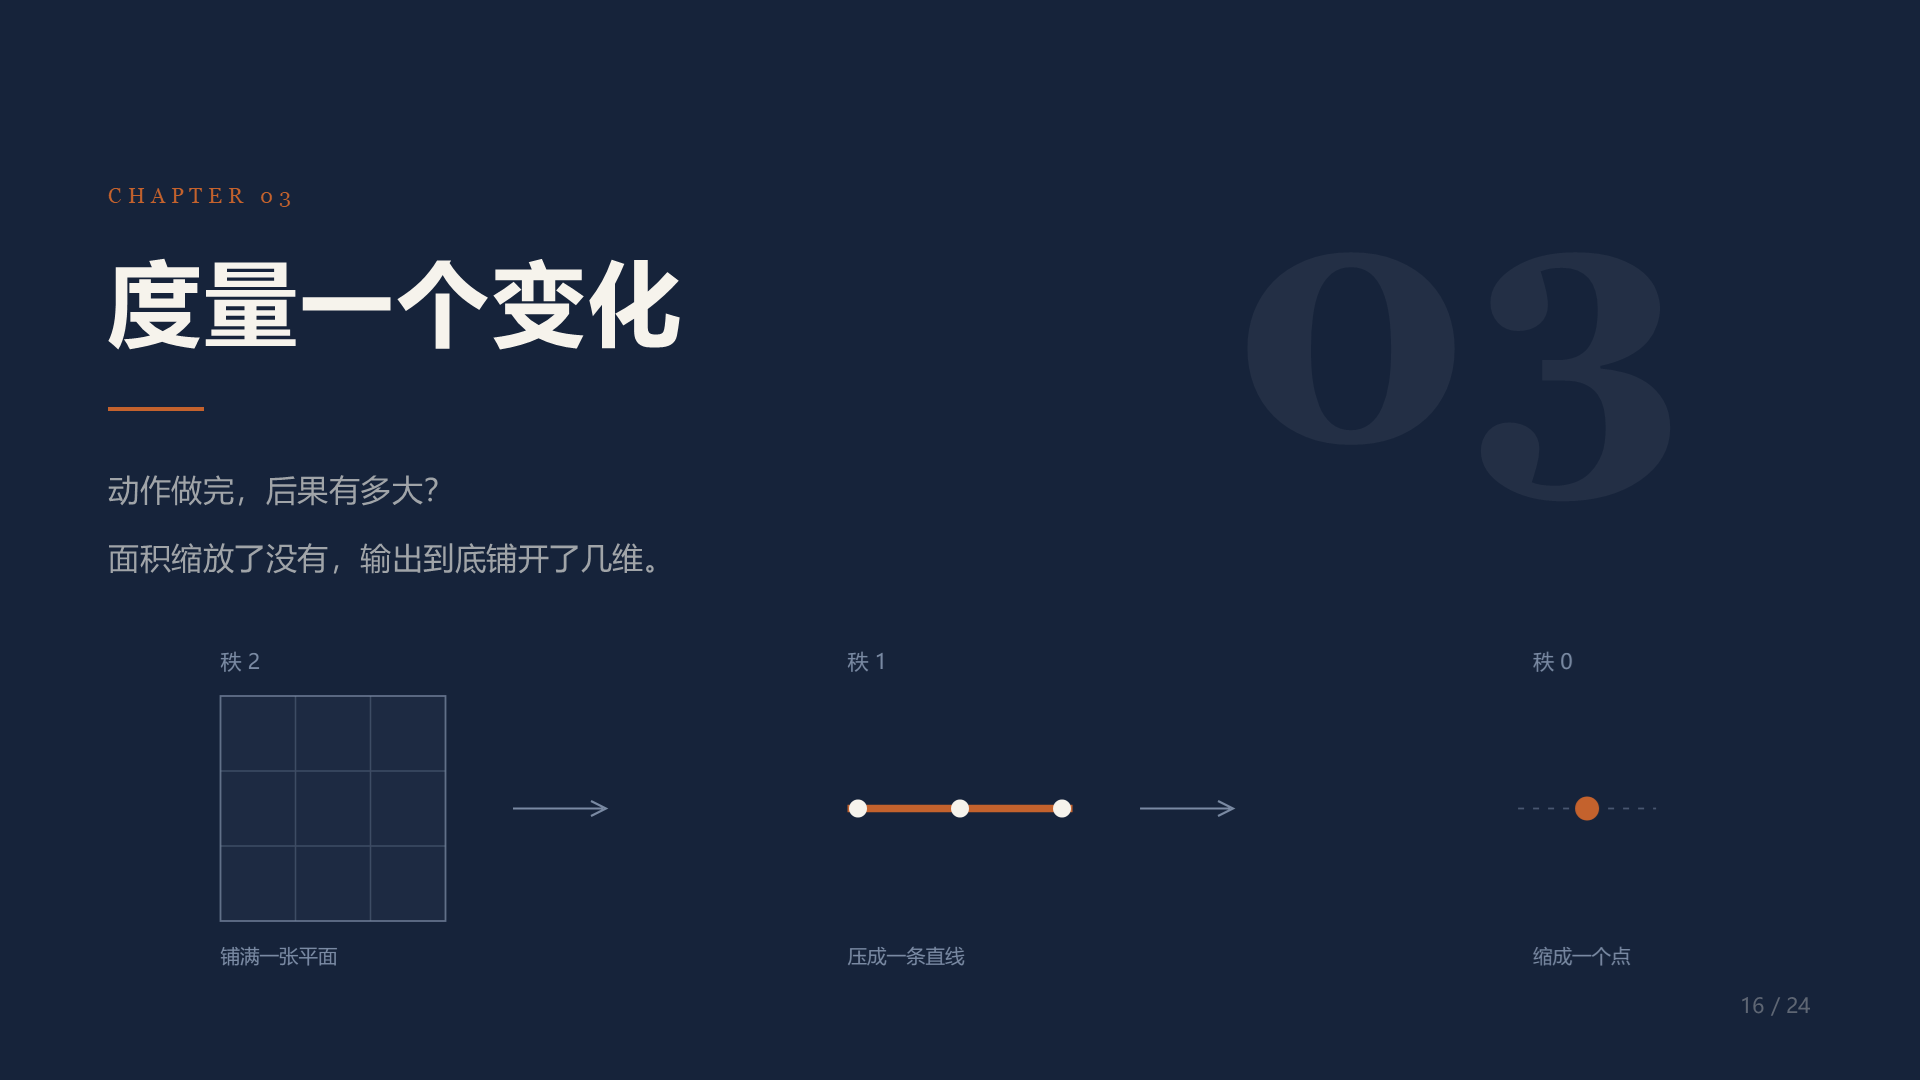 CHAPTER 03
度量一个变化
03
动作做完，后果有多大？
面积缩放了没有，输出到底铺开了几维。
秩 2
秩 1
秩 0
铺满一张平面
压成一条直线
缩成一个点
16 / 24